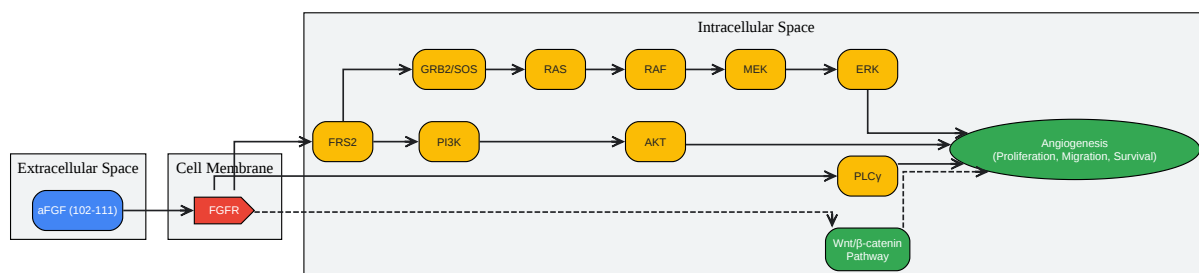 Intracellular Space
GRB2/SOS
RAS
RAF
MEK
ERK
FRS2
PI3K
AKT
Angiogenesis
(Proliferation, Migration, Survival)
Extracellular Space
Cell Membrane
PLCγ
aFGF (102-111)
FGFR
Wnt/β-catenin
Pathway